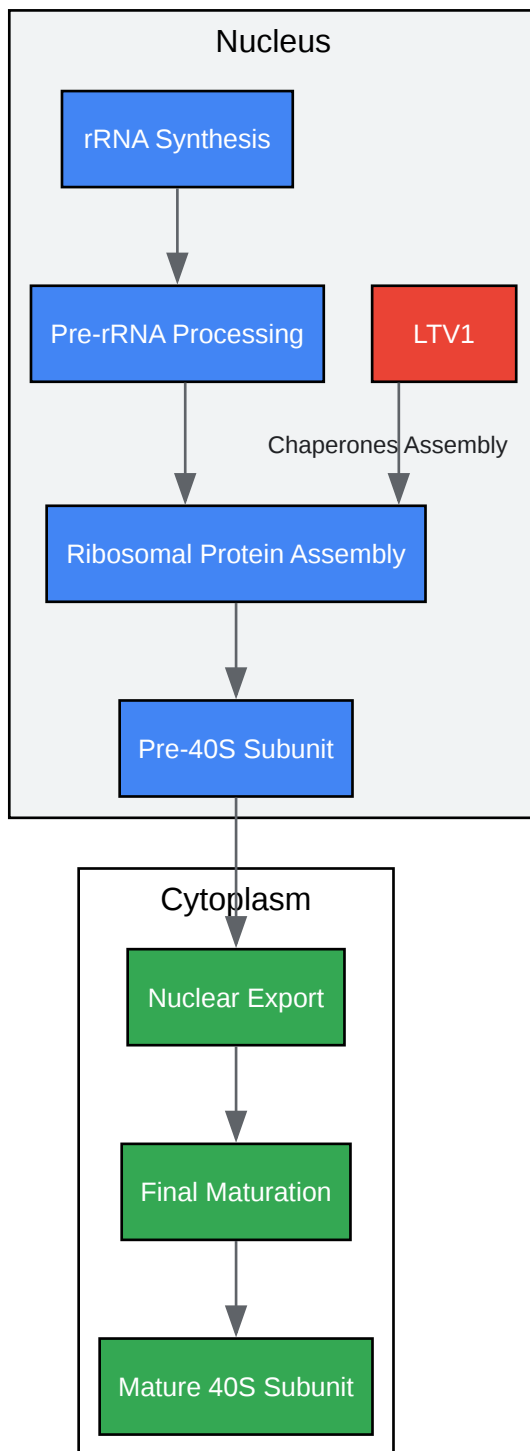 Nucleus
rRNA Synthesis
Pre-rRNA Processing
LTV1
Chaperones Assembly
Ribosomal Protein Assembly
Pre-40S Subunit
Cytoplasm
Nuclear Export
Final Maturation
Mature 40S Subunit